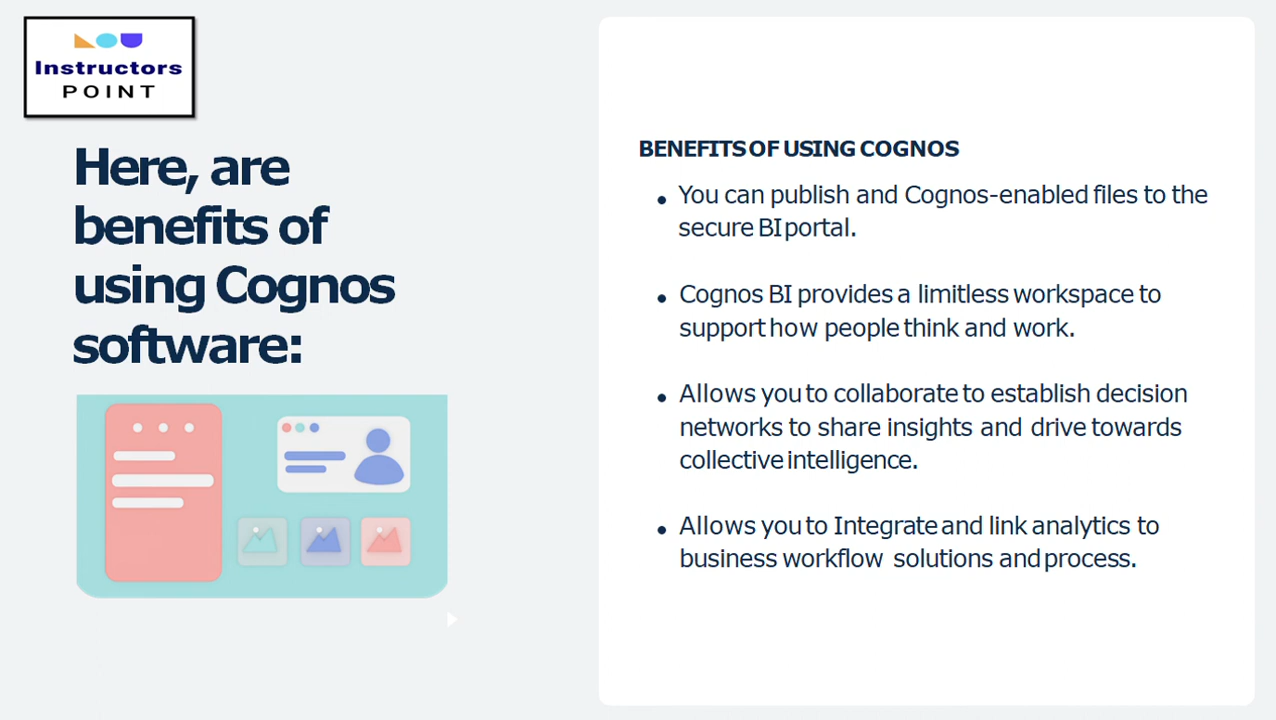 Instructors
POINT
Here, are
benefits of
using Cognos
software:
BENEFITS OF USING COGNOS
• You can publish and Cognos-enabled files to the
secure BI portal.
• Cognos BI provides a limitless workspace to
support how people think and work.
• Allows you to collaborate to establish decision
networks to share insights and drive towards
collective intelligence.
• Allows you to Integrate and link analytics to
business workflow solutions and process.